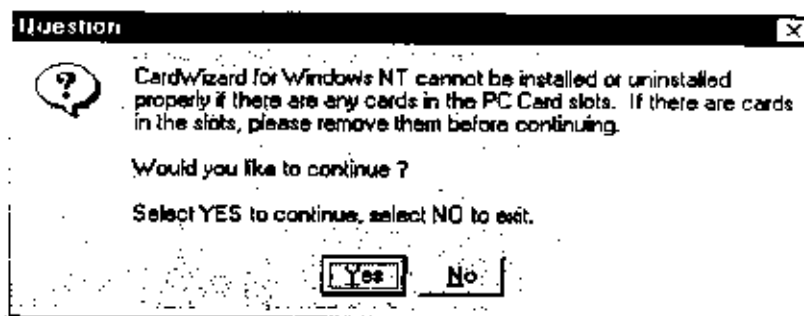 Question
CardWizard for Windows NT cannot be installed or uninstalled
properly if there are any cards in the PC Card slots. If there are cards
in the slots, please remove them before continuing.
Would you like to continue ?
Select YES to continue, select NO to exit.
Yes No